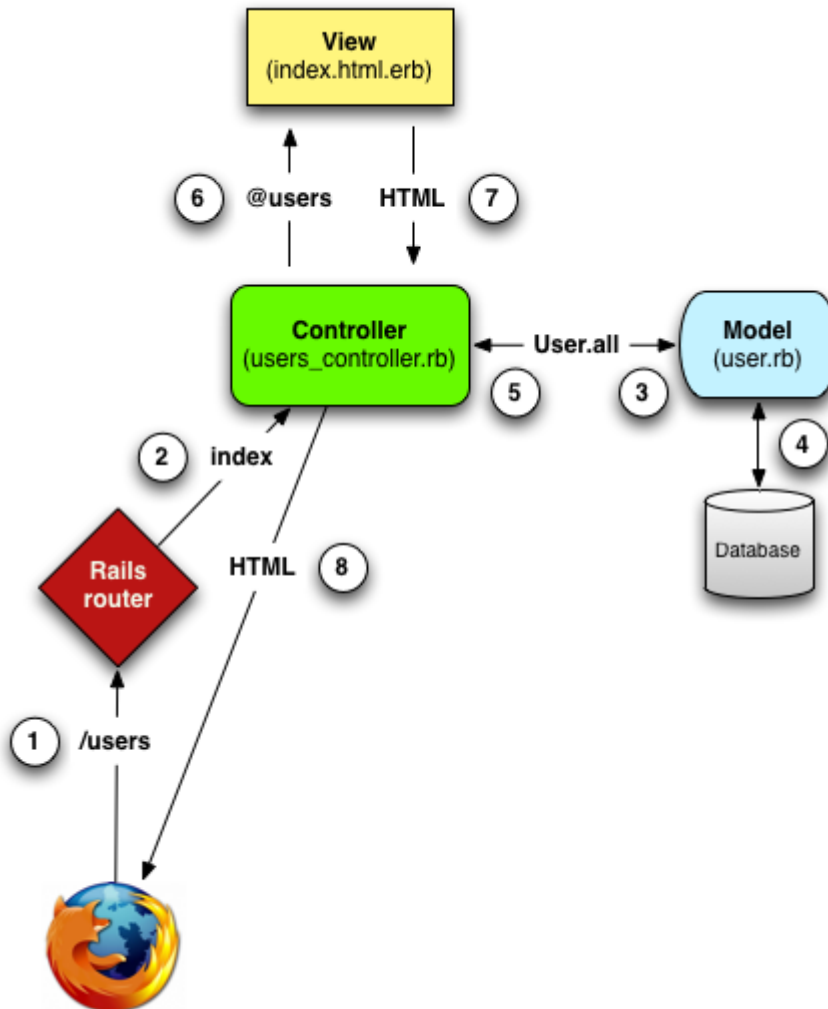 View
(index.html.erb)
6 @users HTML 7
Controller
(users_controller.rb)
User.all
Model
(user.rb)
5 3
4
2 index
Database
Rails
router
HTML 8
1 /users